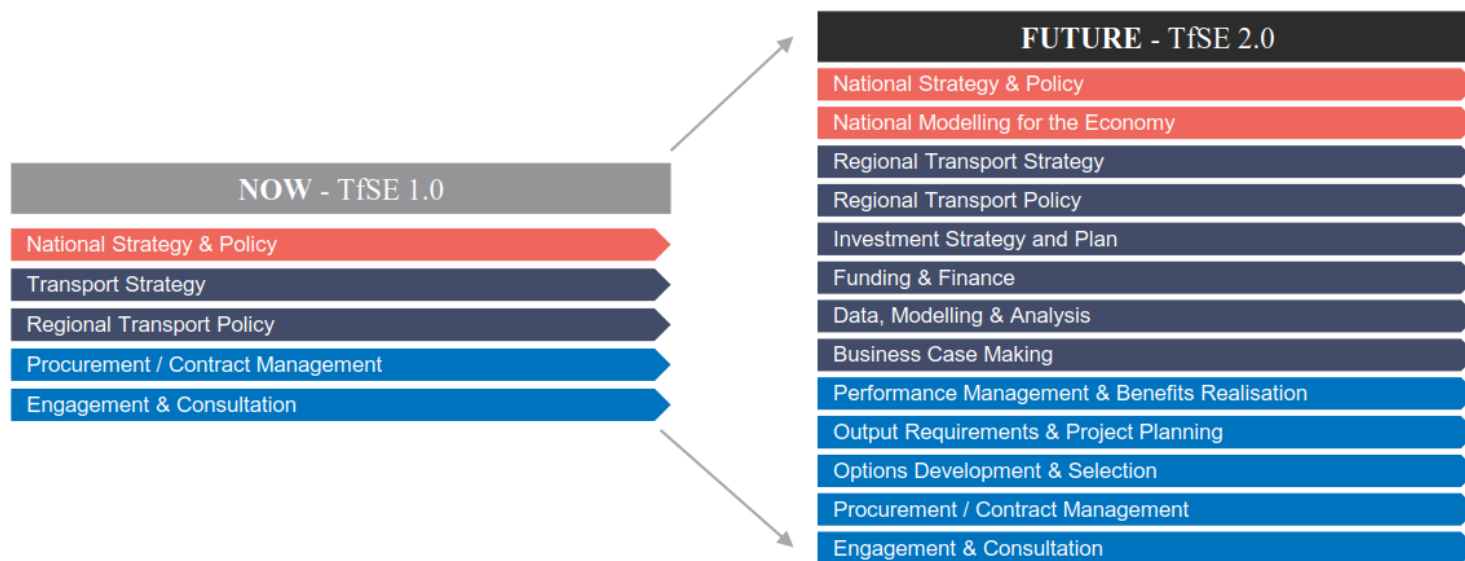 NOW - TfSE 1.0
National Strategy & Policy
Transport Strategy
Regional Transport Policy
Procurement / Contract Management
Engagement & Consultation
FUTURE - TfSE 2.0
National Strategy & Policy
National Modelling for the Economy
Regional Transport Strategy
Regional Transport Policy
Investment Strategy and Plan
Funding & Finance
Data, Modelling & Analysis
Business Case Making
Performance Management & Benefits Realisation
Output Requirements & Project Planning
Options Development & Selection
Procurement / Contract Management
Engagement & Consultation